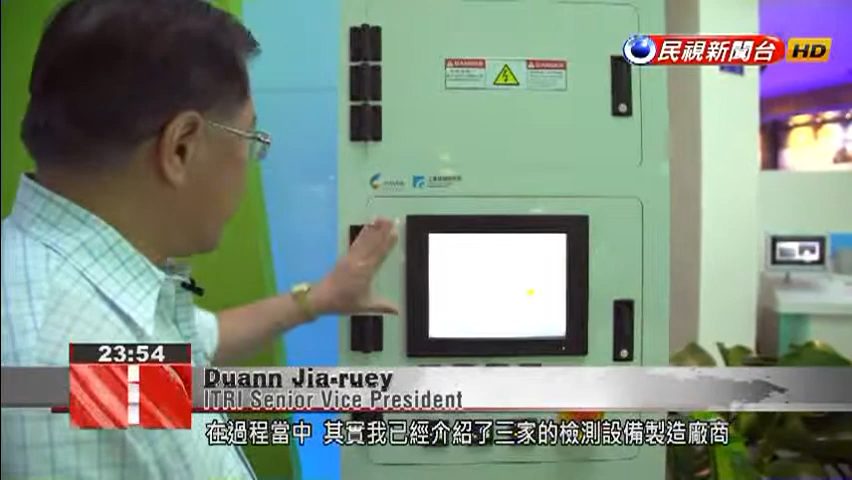 民視新聞台 HD
DANGER
DANGER
23:54
Duann Jia-ruey
ITRI Senior Vice President
在過程當中 其實我已經介紹了三家的檢測設備製造廠商